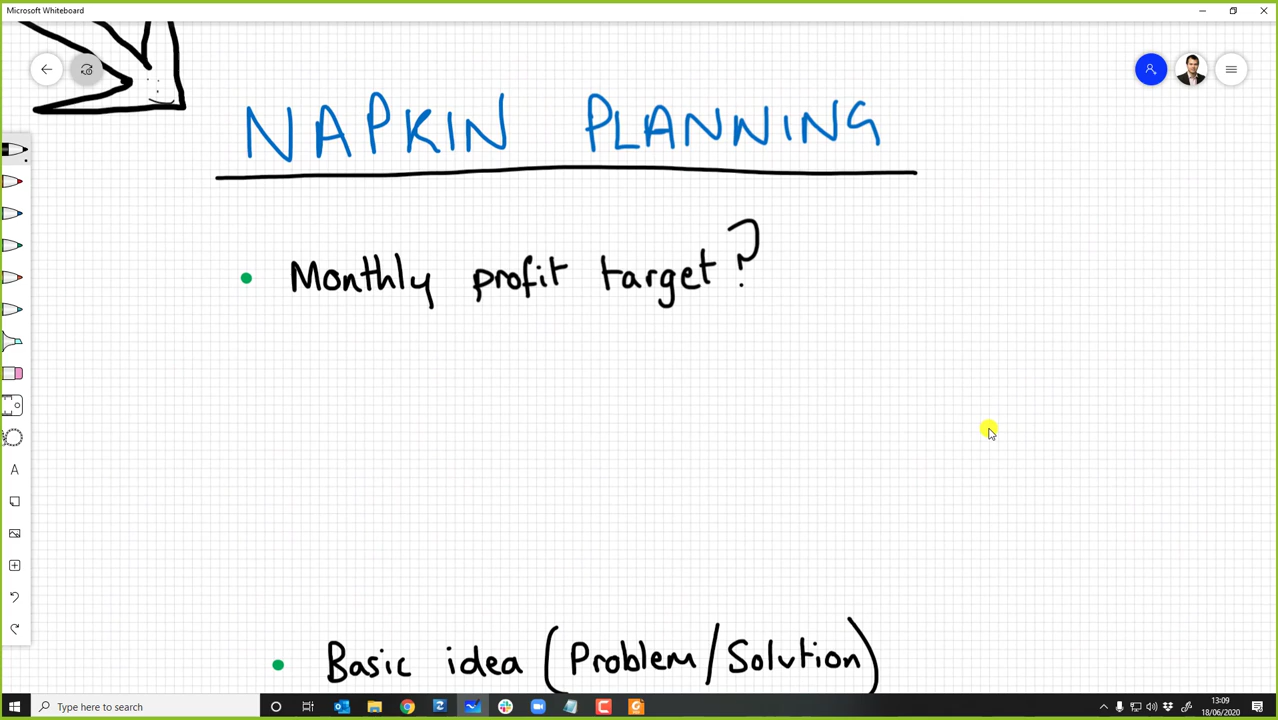 Microsoft Whiteboard
NAPKIN PLANNING
• Monthly profit target?
• Basic idea (Problem/Solution)
A
Type here to search
13:09
18/06/2020